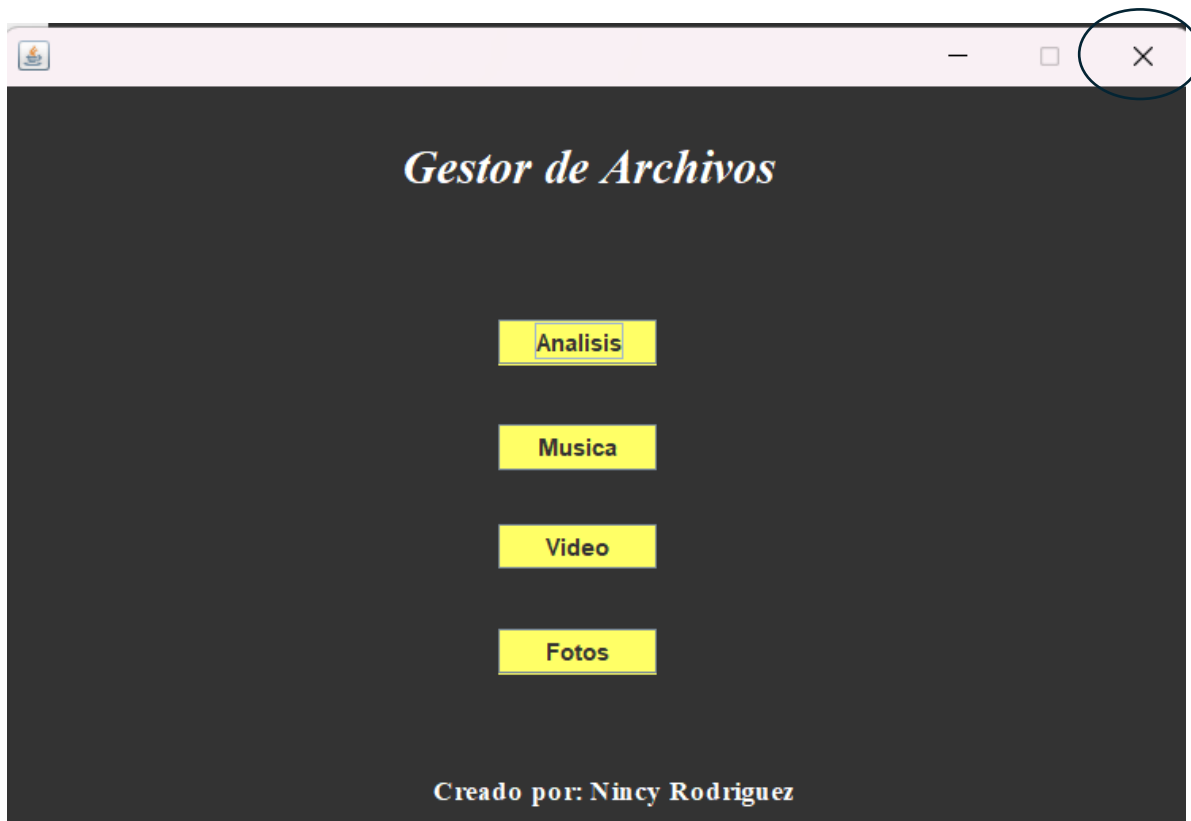 Gestor de Archivos
Analisis
Musica
Video
Fotos
Creado por: Nincy Rodriguez